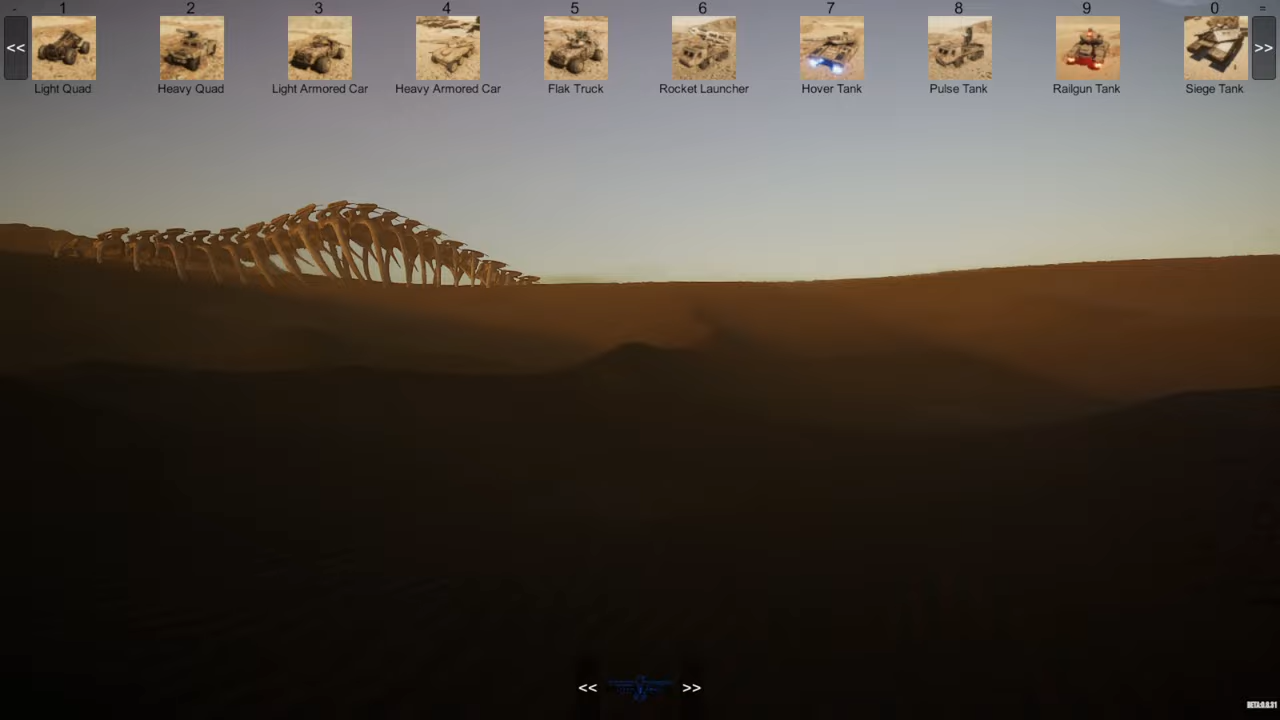 - 1 2 3 4 5 6 7 8 9 0 =
<< >>
Light Quad Heavy Quad Light Armored Car Heavy Armored Car Flak Truck Rocket Launcher Hover Tank Pulse Tank Railgun Tank Siege Tank
<< >>